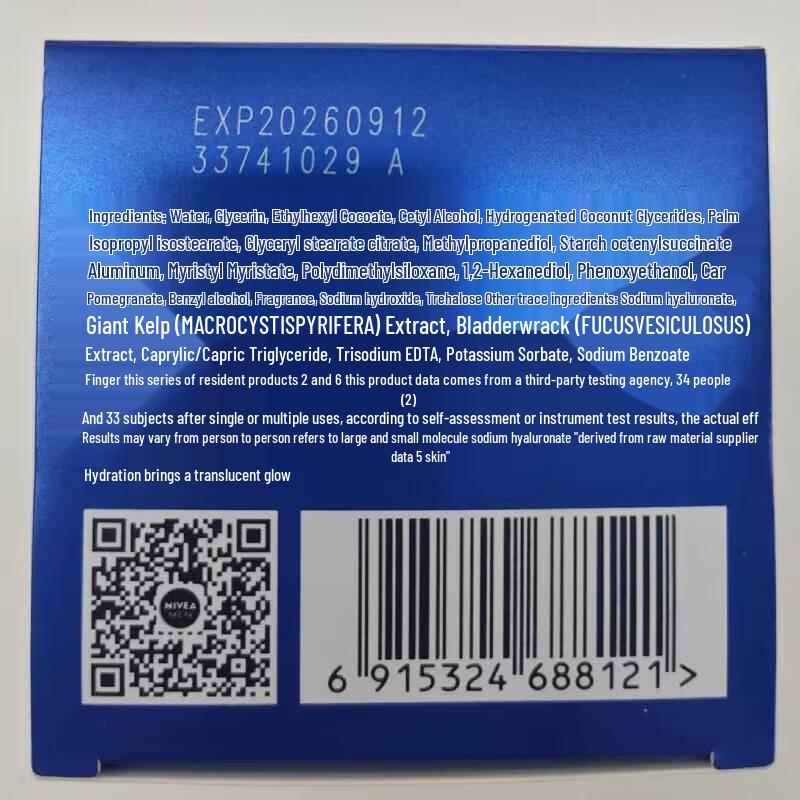 EXP20260912
33741029 A
Ingredients: Water, Glycerin, Ethylhexyl Cocoate, Cetyl Alcohol, Hydrogenated Coconut Glycerides, Palm
Isopropyl isostearate, Glyceryl stearate citrate, Methylpropanediol, Starch octenylsuccinate
Aluminum, Myristyl Myristate, Polydimethylsiloxane, 1,2-Hexanediol, Phenoxyethanol, Car
Pomegranate, Benzyl alcohol, Fragrance, Sodium hydroxide, Trehalose Other trace ingredients: Sodium hyaluronate,
Giant Kelp (MACROCYSTISPYRIFERA) Extract, Bladderwrack (FUCUSVESICULOSUS)
Extract, Caprylic/Capric Triglyceride, Trisodium EDTA, Potassium Sorbate, Sodium Benzoate
Finger this series of resident products 2 and 6 this product data comes from a third-party testing agency, 34 people
(2)
And 33 subjects after single or multiple uses, according to self-assessment or instrument test results, the actual eff
Results may vary from person to person refers to large and small molecule sodium hyaluronate "derived from raw material supplier
data 5 skin"
Hydration brings a translucent glow
NIVEA
MEN
6 915324 688121 >